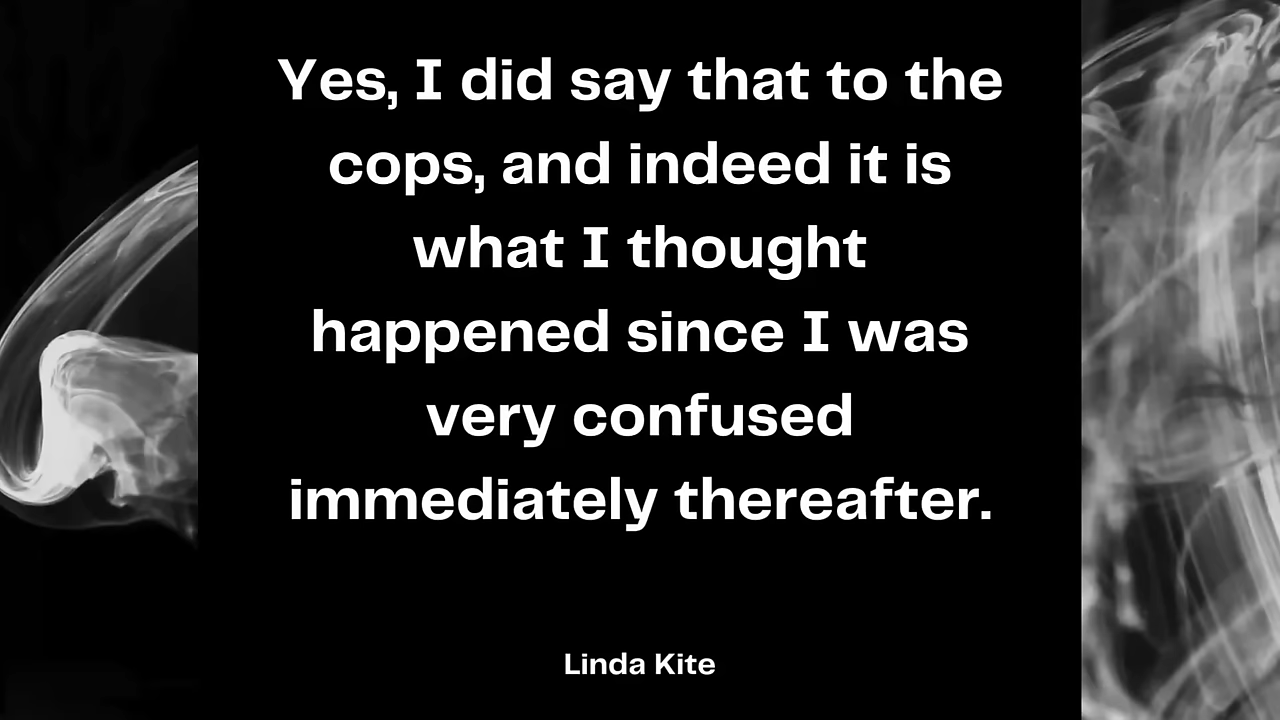 Yes, I did say that to the
cops, and indeed it is
what I thought
happened since I was
very confused
immediately thereafter.
Linda Kite